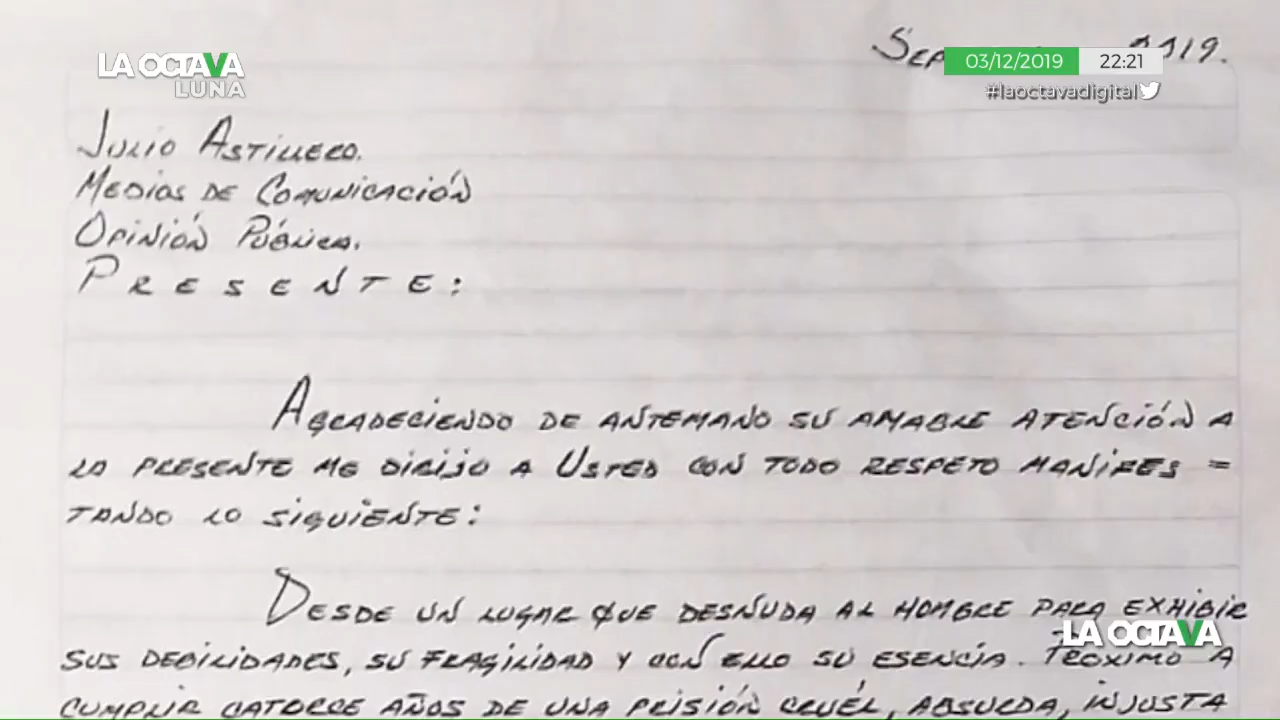 LA OCTAVA
LUNA
03/12/2019 22:21
#laoctavadigital
Julio Astillero.
Medios de Comunicación
Opinión Pública.
Presente:
Agradeciendo de antemano su amable atención a
la presente me dirijo a Usted con todo respeto manifes =
tando lo siguiente:
Desde un lugar que desnuda al hombre para exhibir
LA OCTAVA
sus debilidades, su fragilidad y con ello su esencia. Próximo a
cumplir catorce años de una prisión cruél, absurda, injusta